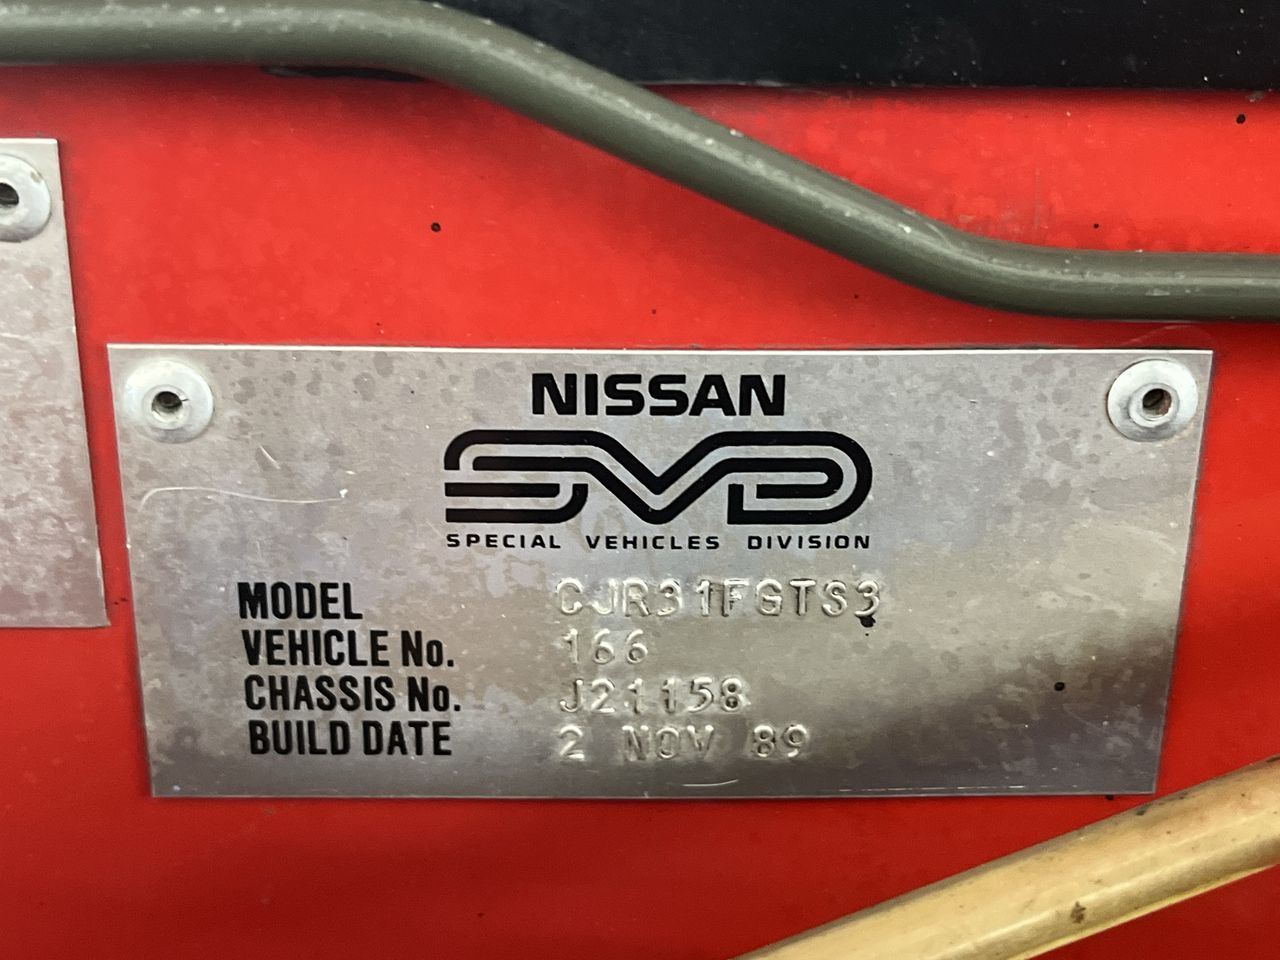 NISSAN
SVD
SPECIAL VEHICLES DIVISION
MODEL CJR31FGTS3
VEHICLE No. 166
CHASSIS No. J21158
BUILD DATE 2 NOV 89